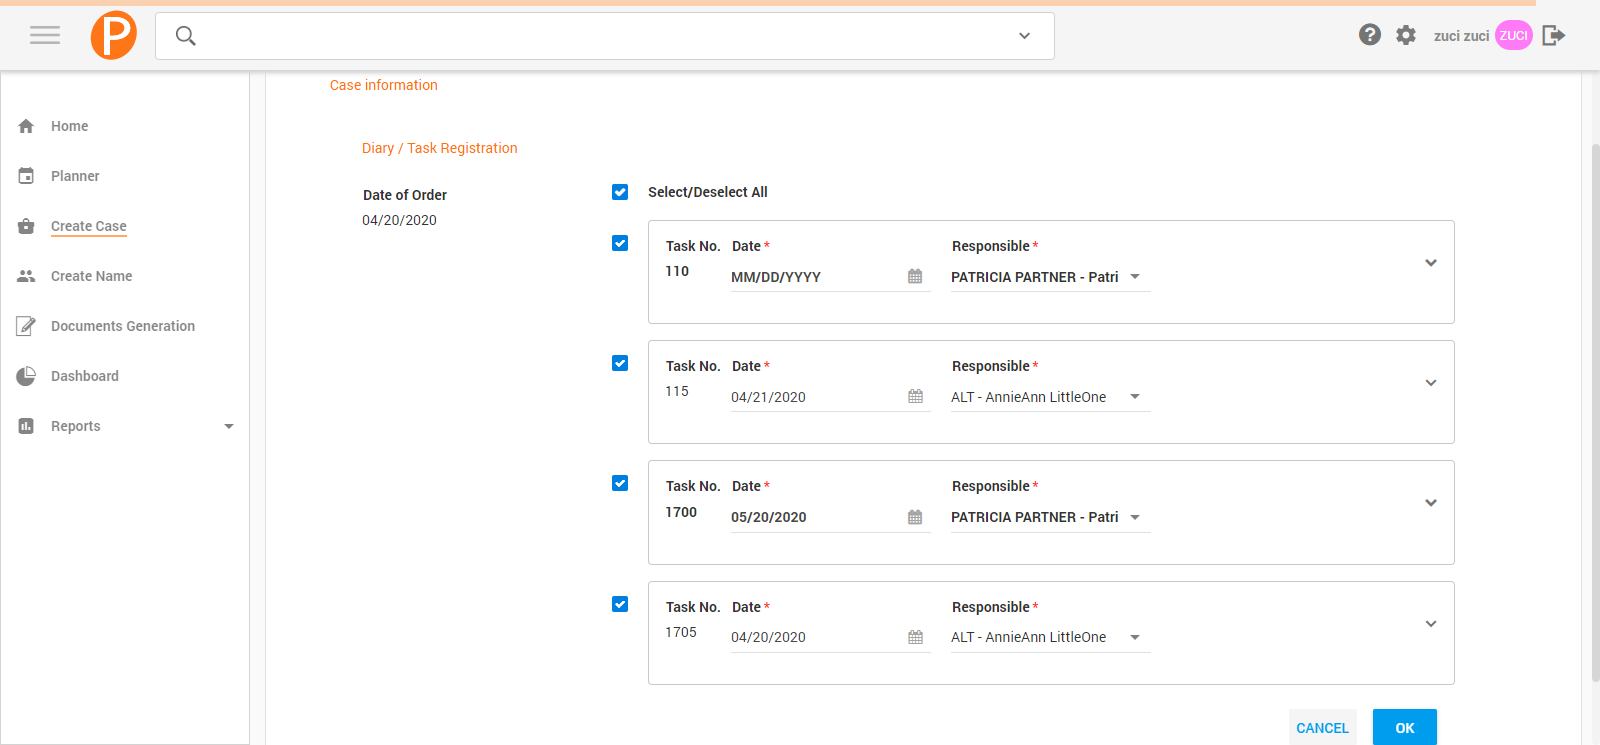 P
zuci zuci ZUCI
Home
Planner
Create Case
Create Name
Documents Generation
Dashboard
Reports
Case information
Diary / Task Registration
Date of Order
04/20/2020
Select/Deselect All
Task No. Date * Responsible *
110 MM/DD/YYYY PATRICIA PARTNER - Patri
Task No. Date * Responsible *
115 04/21/2020 ALT - AnnieAnn LittleOne
Task No. Date * Responsible *
1700 05/20/2020 PATRICIA PARTNER - Patri
Task No. Date * Responsible *
1705 04/20/2020 ALT - AnnieAnn LittleOne
CANCEL OK